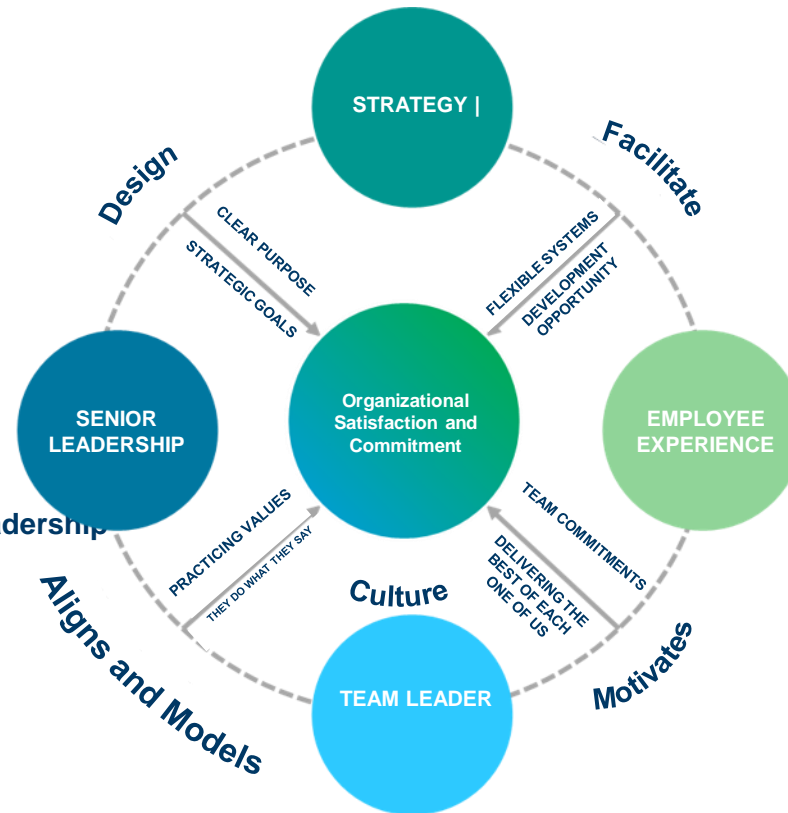 STRATEGY |
Design
Facilitate
CLEAR PURPOSE
STRATEGIC GOALS
FLEXIBLE SYSTEMS
DEVELOPMENT
OPPORTUNITY
SENIOR
LEADERSHIP
Organizational
Satisfaction and
Commitment
EMPLOYEE
EXPERIENCE
adership
PRACTICING VALUES
THEY DO WHAT THEY SAY
TEAM COMMITMENTS
DELIVERING THE
BEST OF EACH
ONE OF US
Culture
Aligns and Models
Motivates
TEAM LEADER